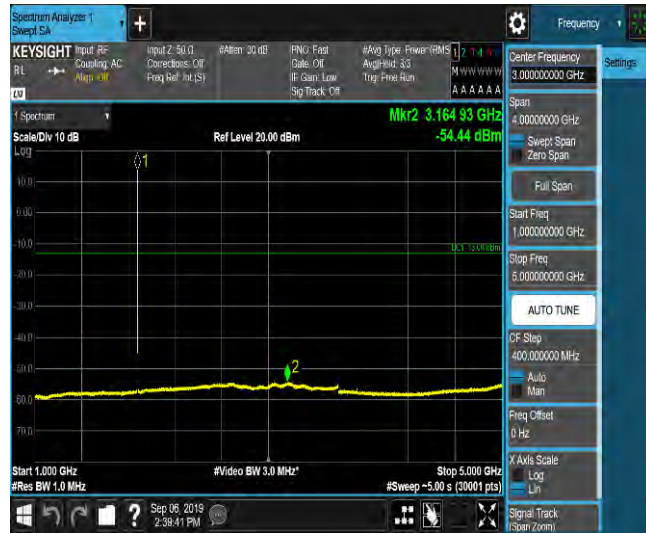 Spectrum Analyzer 1
Swept SA
+
Frequency
KEYSIGHT
RL
Input: RF
Coupling: AC
Align: Off
Input Z: 50 Ω
Corrections: Off
Freq Ref: Int (S)
#Atten: 30 dB
PNO: Fast
Gate: Off
IF Gain: Low
Sig Track: Off
#Avg Type: Power (RMS
Avg|Hold: 3/3
Trig: Free Run
M W W W W W
A A A A A A
1 Spectrum
Scale/Div 10 dB
Log
Ref Level 20.00 dBm
Mkr2 3.164 93 GHz
-54.44 dBm
1
10.0
0.00
-10.0
DL1 -13.00 dBm
-20.0
-30.0
-40.0
-50.0
2
-60.0
-70.0
Start 1.000 GHz
#Res BW 1.0 MHz
#Video BW 3.0 MHz*
Stop 5.000 GHz
#Sweep ~5.00 s (30001 pts)
?
Sep 06, 2019
2:39:41 PM
Center Frequency
3.000000000 GHz
Settings
Span
4.00000000 GHz
Swept Span
Zero Span
Full Span
Start Freq
1.000000000 GHz
Stop Freq
5.000000000 GHz
AUTO TUNE
CF Step
400.000000 MHz
Auto
Man
Freq Offset
0 Hz
X Axis Scale
Log
Lin
Signal Track
(Span Zoom)